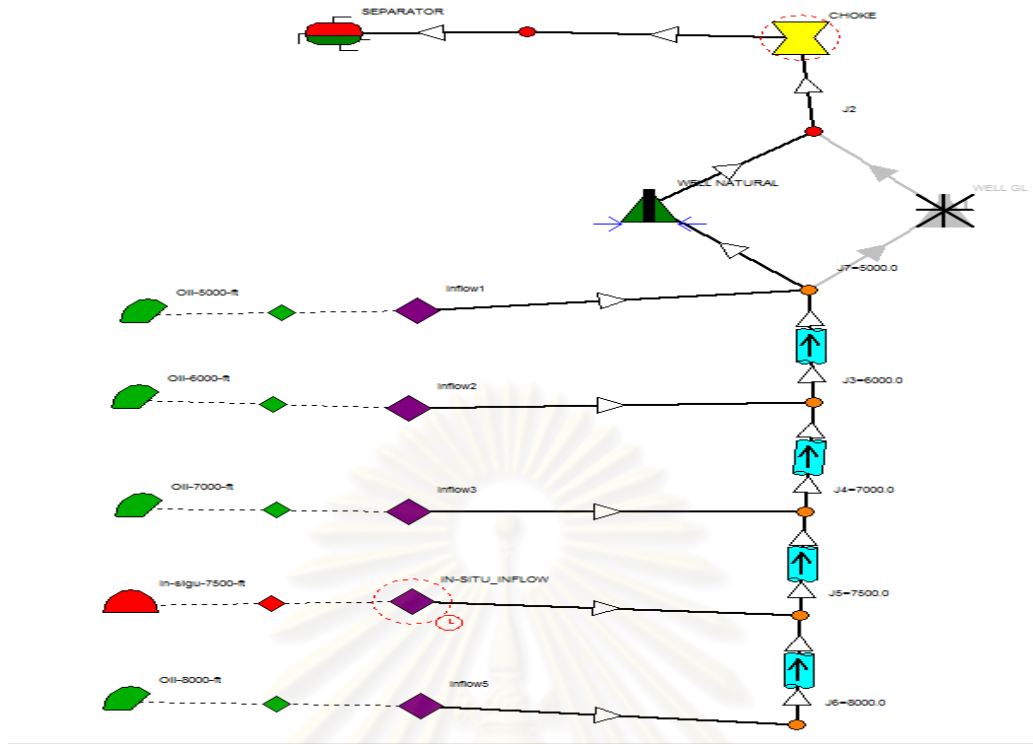 SEPARATOR
CHOKE
J2
WELL NATURAL
WELL GL
J7=5000.0
Oil-5000-ft
Inflow1
Oil-6000-ft
Inflow2
J3=6000.0
Oil-7000-ft
Inflow3
J4=7000.0
In-sigu-7500-ft
IN-SITU_INFLOW
J5=7500.0
Oil-8000-ft
Inflow5
J6=8000.0